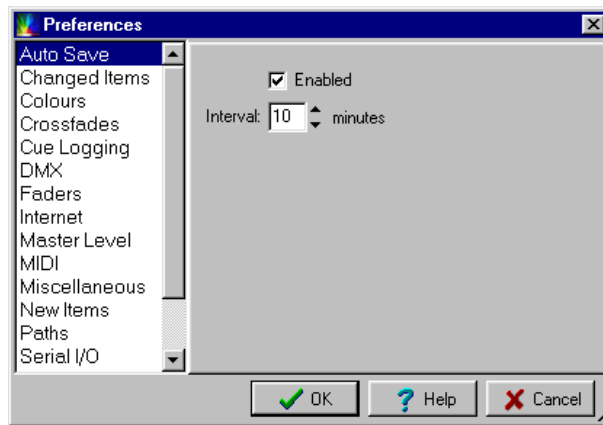 Preferences
Auto Save
Changed Items
Colours
Crossfades
Cue Logging
DMX
Faders
Internet
Master Level
MIDI
Miscellaneous
New Items
Paths
Serial I/O
Enabled
Interval: 10 minutes
OK
Help
Cancel